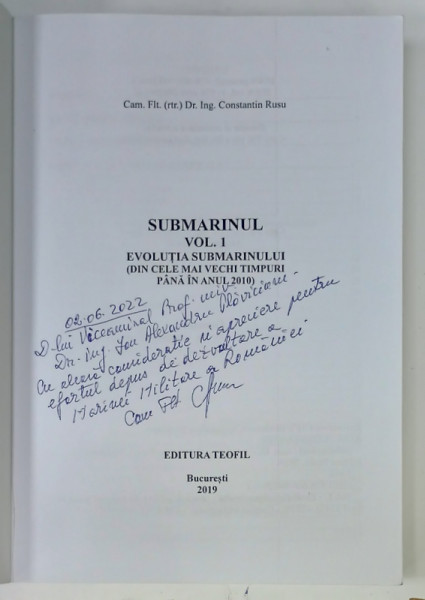 Cam. Flt. (rtr.) Dr. Ing. Constantin Rusu
SUBMARINUL
VOL. 1
EVOLUȚIA SUBMARINULUI
(DIN CELE MAI VECHI TIMPURI
PÂNĂ ÎN ANUL 2010)
02.06.2022
D-lui Viceamiral Prof. univ.
Dr. Ing. Ion Alexandru Plăviciosu
Cu aleasă considerație și apreciere pentru
efortul depus de dezvoltare a
Marinei Militare a României.
Cam Flt
EDITURA TEOFIL
București
2019